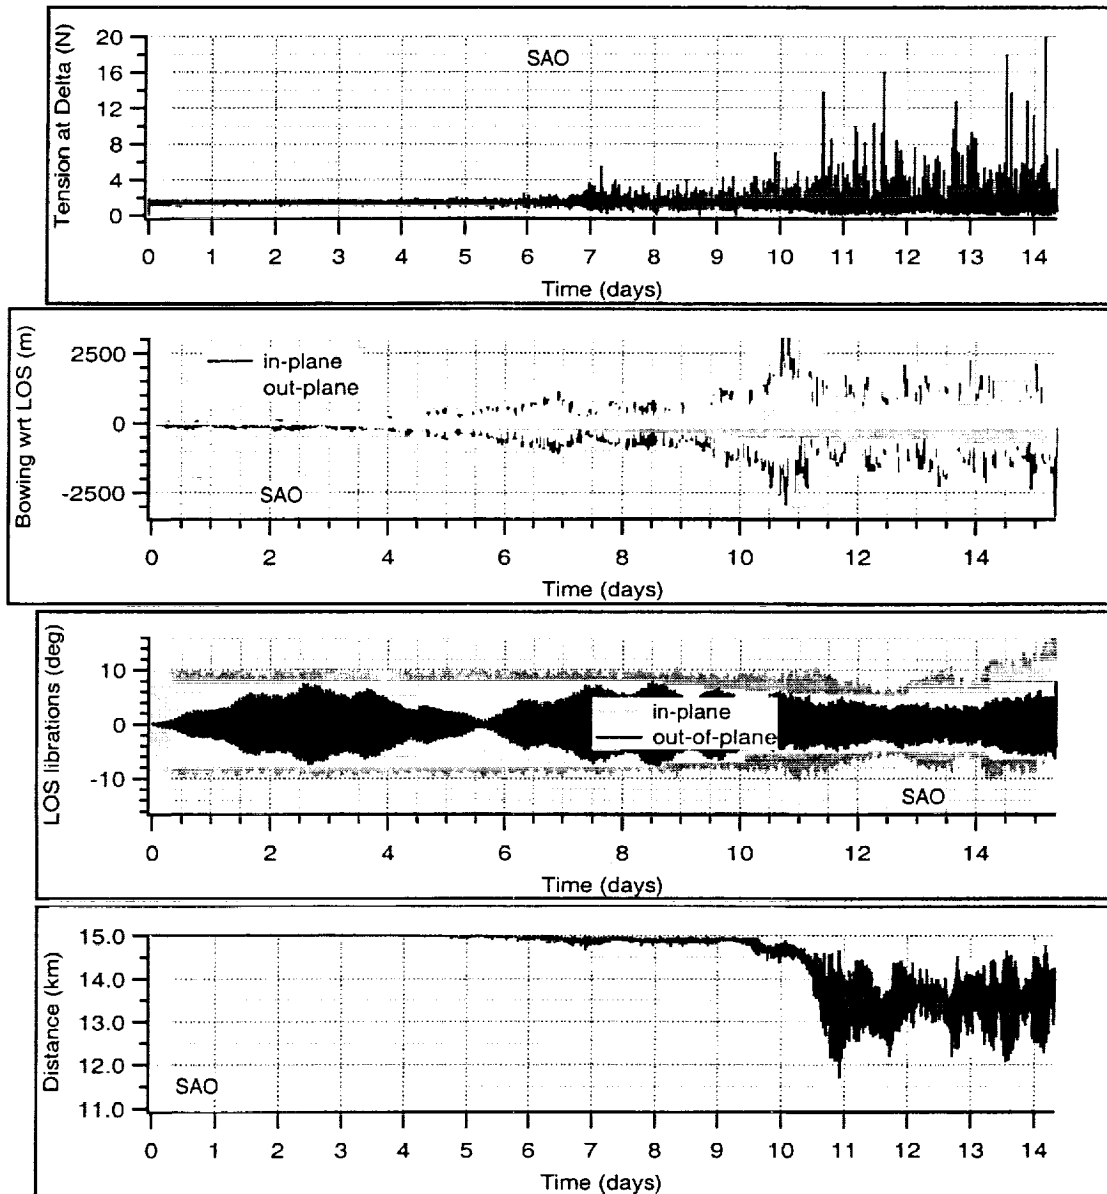 Tension at Delta (N)
20
16
12
8
4
0
SAO
0 1 2 3 4 5 6 7 8 9 10 11 12 13 14
Time (days)
Bowing wrt LOS (m)
2500
0
-2500
in-plane
out-plane
SAO
0 2 4 6 8 10 12 14
Time (days)
LOS librations (deg)
10
0
-10
in-plane
out-of-plane
SAO
0 2 4 6 8 10 12 14
Time (days)
Distance (km)
15.0
14.0
13.0
12.0
11.0
SAO
0 1 2 3 4 5 6 7 8 9 10 11 12 13 14
Time (days)